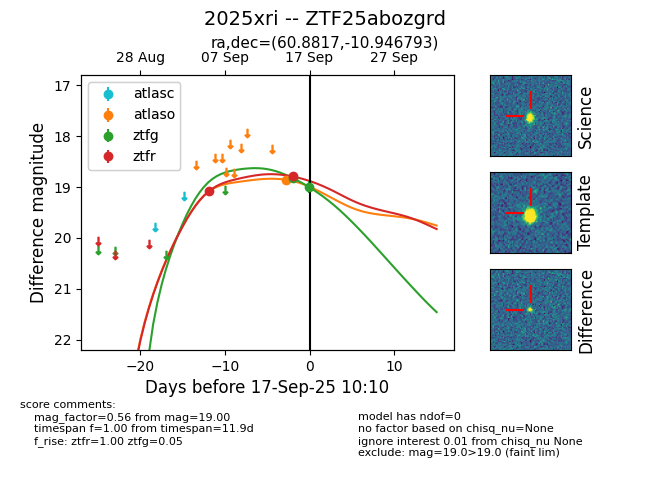 2025xri -- ZTF25abozgrd
ra,dec=(60.8817,-10.946793)
28 Aug 07 Sep 17 Sep 27 Sep
atlasc
atlaso
ztfg
ztfr
17
18
19
20
21
22
Difference magnitude
−20 −10 0 10
Days before 17-Sep-25 10:10
Science
Template
Difference
score comments:
mag_factor=0.56 from mag=19.00
timespan f=1.00 from timespan=11.9d
f_rise: ztfr=1.00 ztfg=0.05
model has ndof=0
no factor based on chisq_nu=None
ignore interest 0.01 from chisq_nu None
exclude: mag=19.0>19.0 (faint lim)